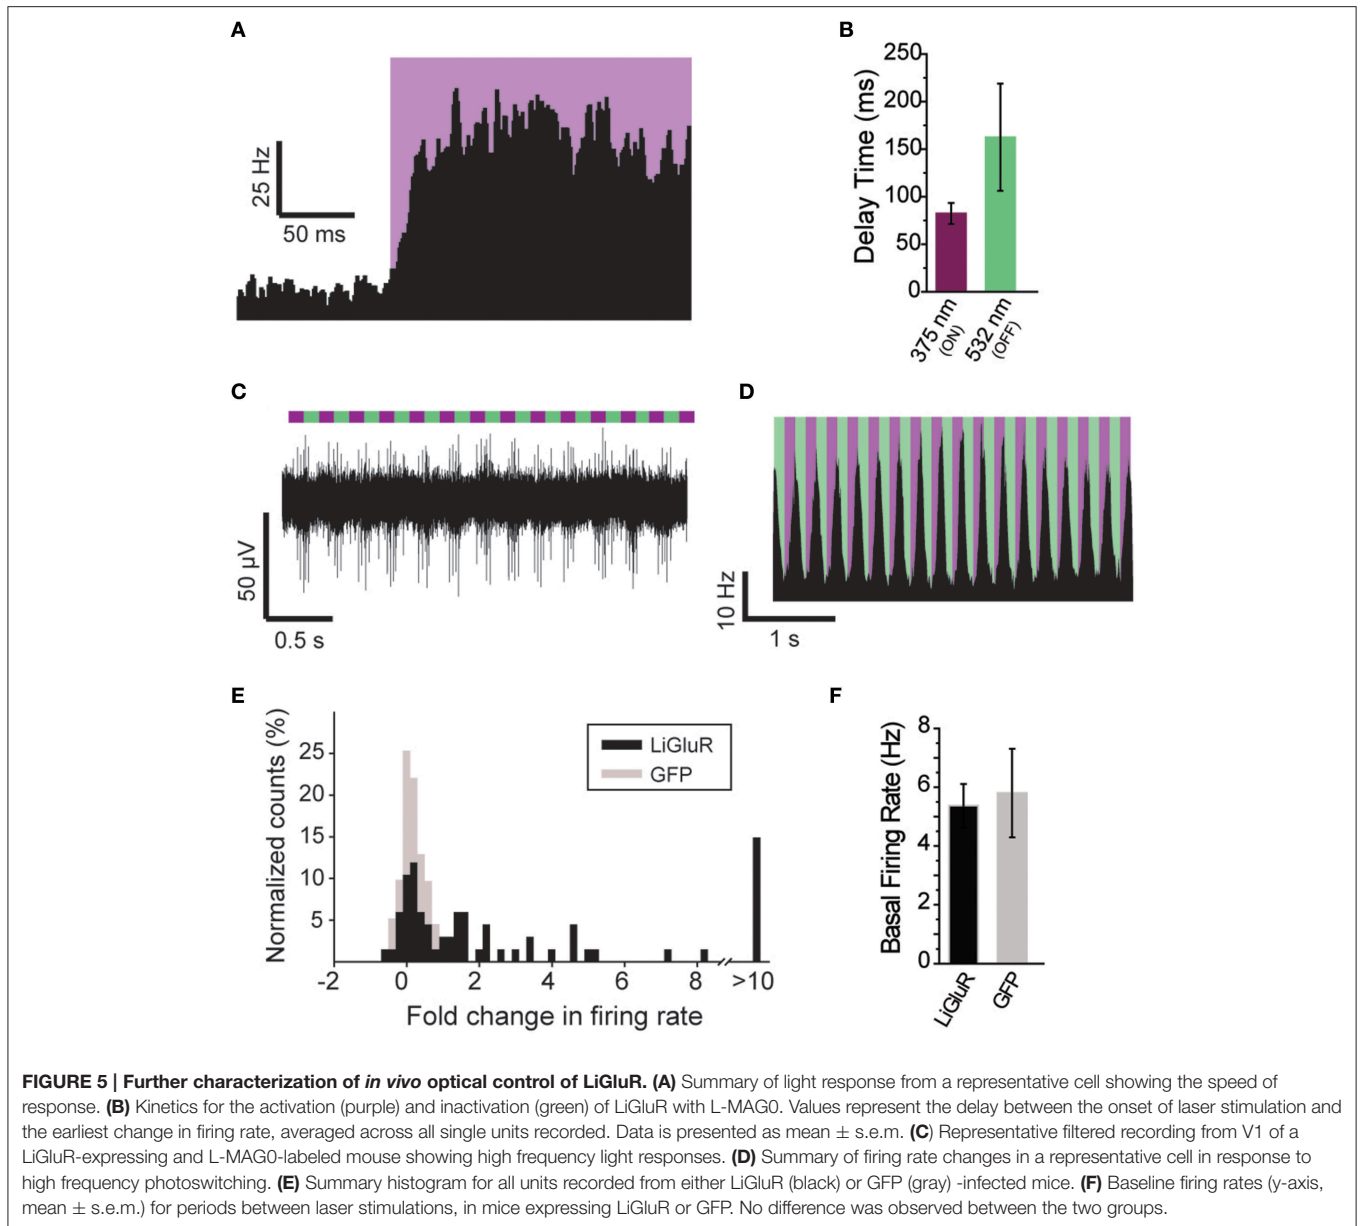 A
25 Hz
50 ms
B
Delay Time (ms)
250
200
150
100
50
0
375 nm
(ON)
532 nm
(OFF)
C
50 µV
0.5 s
D
10 Hz
1 s
E
Normalized counts (%)
25
20
15
10
5
LiGluR
GFP
-2 0 2 4 6 8 >10
Fold change in firing rate
F
Basal Firing Rate (Hz)
8
6
4
2
0
LiGluR
GFP
FIGURE 5 | Further characterization of in vivo optical control of LiGluR. (A) Summary of light response from a representative cell showing the speed of
response. (B) Kinetics for the activation (purple) and inactivation (green) of LiGluR with L-MAG0. Values represent the delay between the onset of laser stimulation and
the earliest change in firing rate, averaged across all single units recorded. Data is presented as mean ± s.e.m. (C) Representative filtered recording from V1 of a
LiGluR-expressing and L-MAG0-labeled mouse showing high frequency light responses. (D) Summary of firing rate changes in a representative cell in response to
high frequency photoswitching. (E) Summary histogram for all units recorded from either LiGluR (black) or GFP (gray) -infected mice. (F) Baseline firing rates (y-axis,
mean ± s.e.m.) for periods between laser stimulations, in mice expressing LiGluR or GFP. No difference was observed between the two groups.